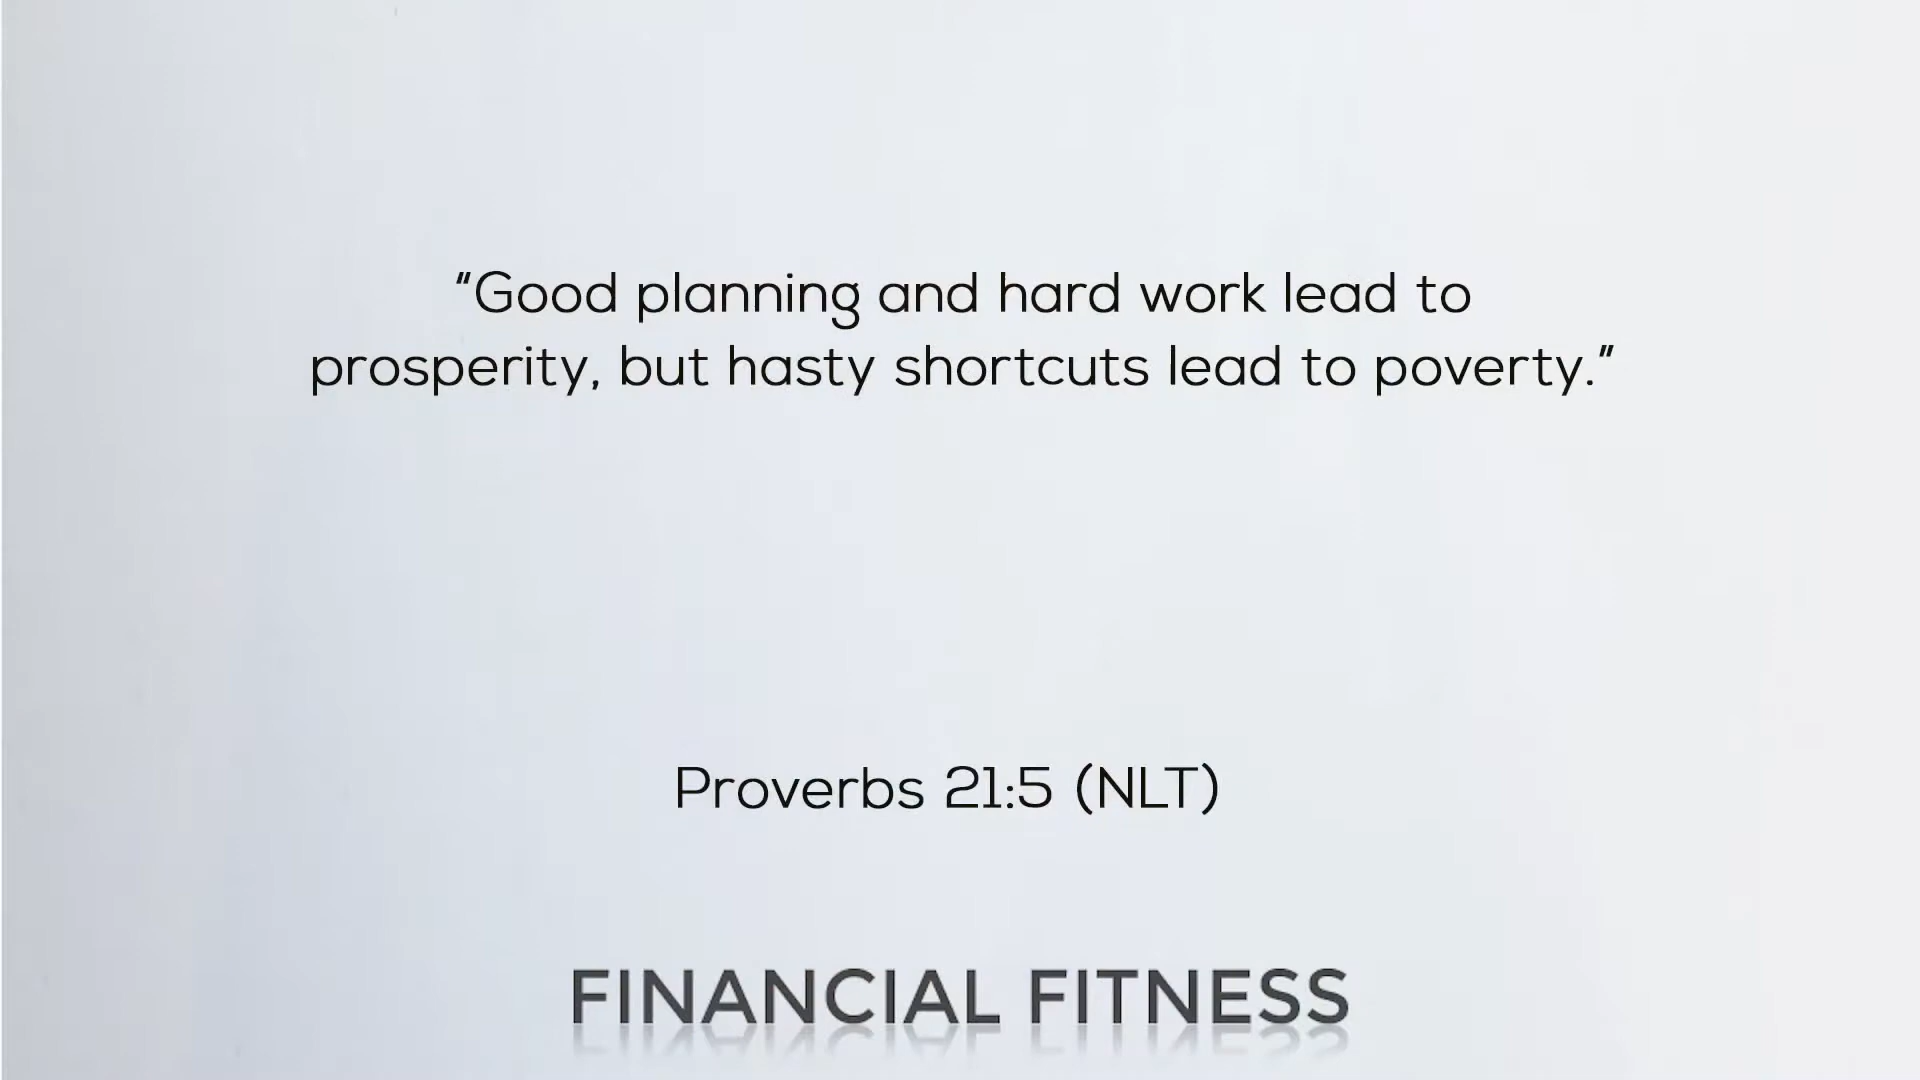 “Good planning and hard work lead to
prosperity, but hasty shortcuts lead to poverty.”
Proverbs 21:5 (NLT)
FINANCIAL FITNESS